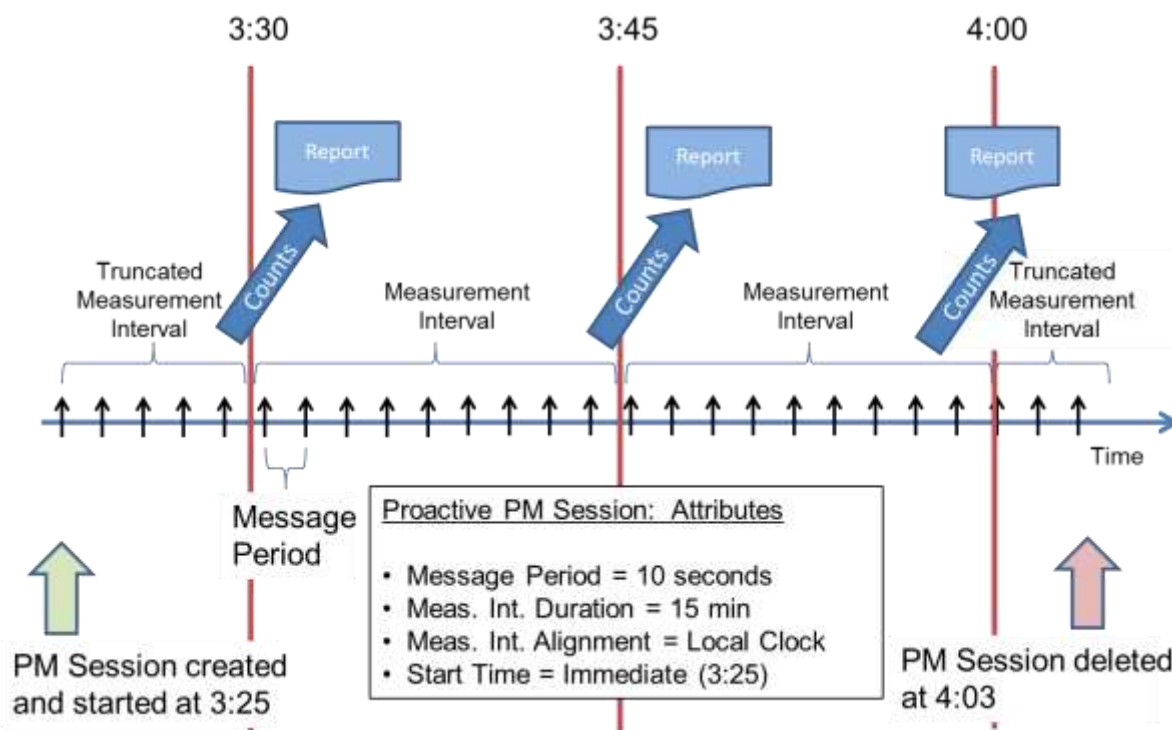 3:30
3:45
4:00
Report
Report
Report
Counts
Counts
Counts
Truncated
Measurement
Interval
Measurement
Interval
Measurement
Interval
Truncated
Measurement
Interval
Time
Message
Period
Proactive PM Session: Attributes
• Message Period = 10 seconds
• Meas. Int. Duration = 15 min
• Meas. Int. Alignment = Local Clock
• Start Time = Immediate (3:25)
PM Session created
and started at 3:25
PM Session deleted
at 4:03